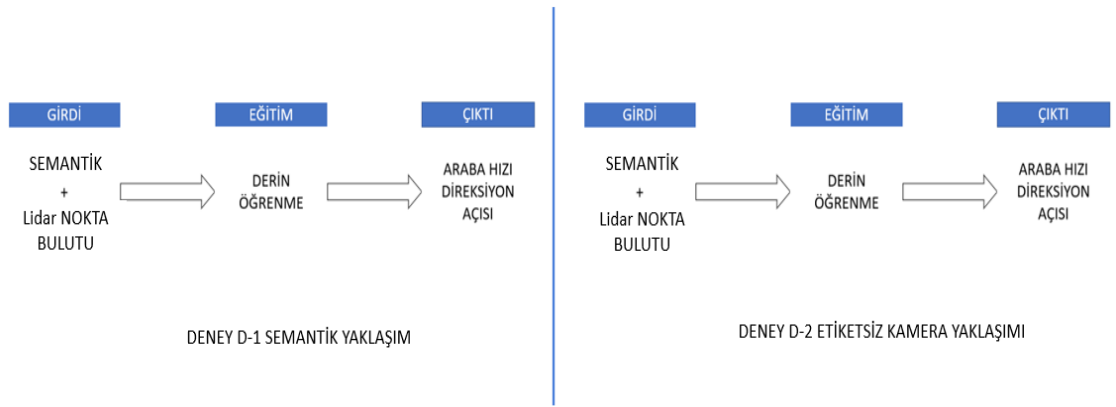 GİRDİ
EĞİTİM
ÇIKTI
SEMANTİK
+
Lidar NOKTA
BULUTU
DERİN
ÖĞRENME
ARABA HIZI
DİREKSİYON
AÇISI
DENEY D-1 SEMANTİK YAKLAŞIM
GİRDİ
EĞİTİM
ÇIKTI
SEMANTİK
+
Lidar NOKTA
BULUTU
DERİN
ÖĞRENME
ARABA HIZI
DİREKSİYON
AÇISI
DENEY D-2 ETİKETSİZ KAMERA YAKLAŞIMI